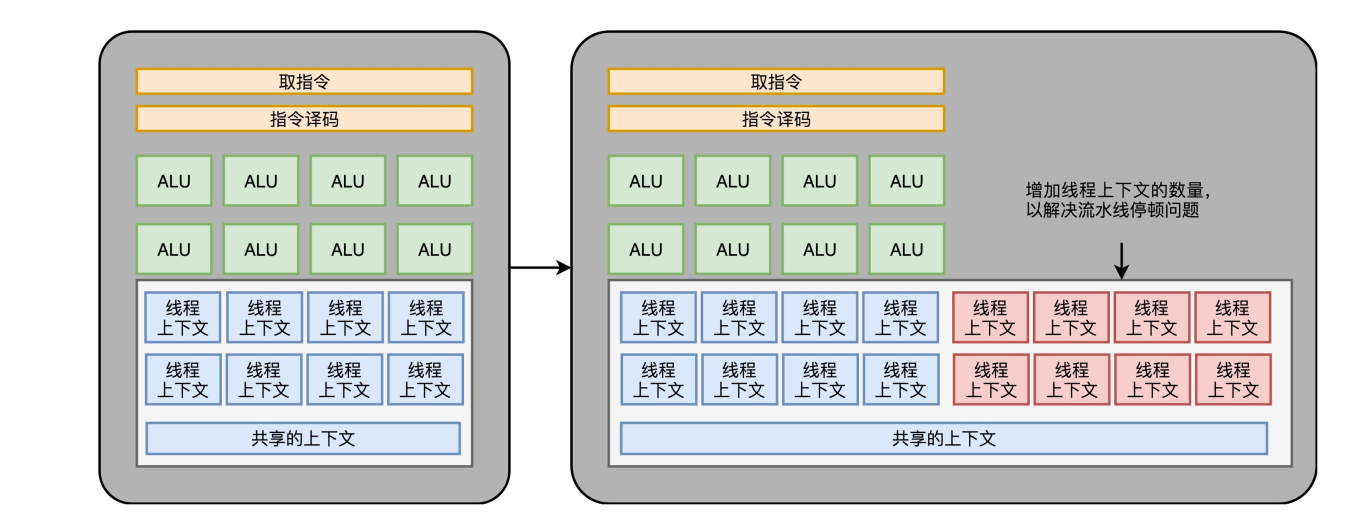 取指令
指令译码
ALU ALU ALU ALU
ALU ALU ALU ALU
线程 线程 线程 线程
上下文 上下文 上下文 上下文
线程 线程 线程 线程
上下文 上下文 上下文 上下文
共享的上下文
取指令
指令译码
ALU ALU ALU ALU
ALU ALU ALU ALU
增加线程上下文的数量，
以解决流水线停顿问题
线程 线程 线程 线程 线程 线程 线程 线程
上下文 上下文 上下文 上下文 上下文 上下文 上下文 上下文
线程 线程 线程 线程 线程 线程 线程 线程
上下文 上下文 上下文 上下文 上下文 上下文 上下文 上下文
共享的上下文